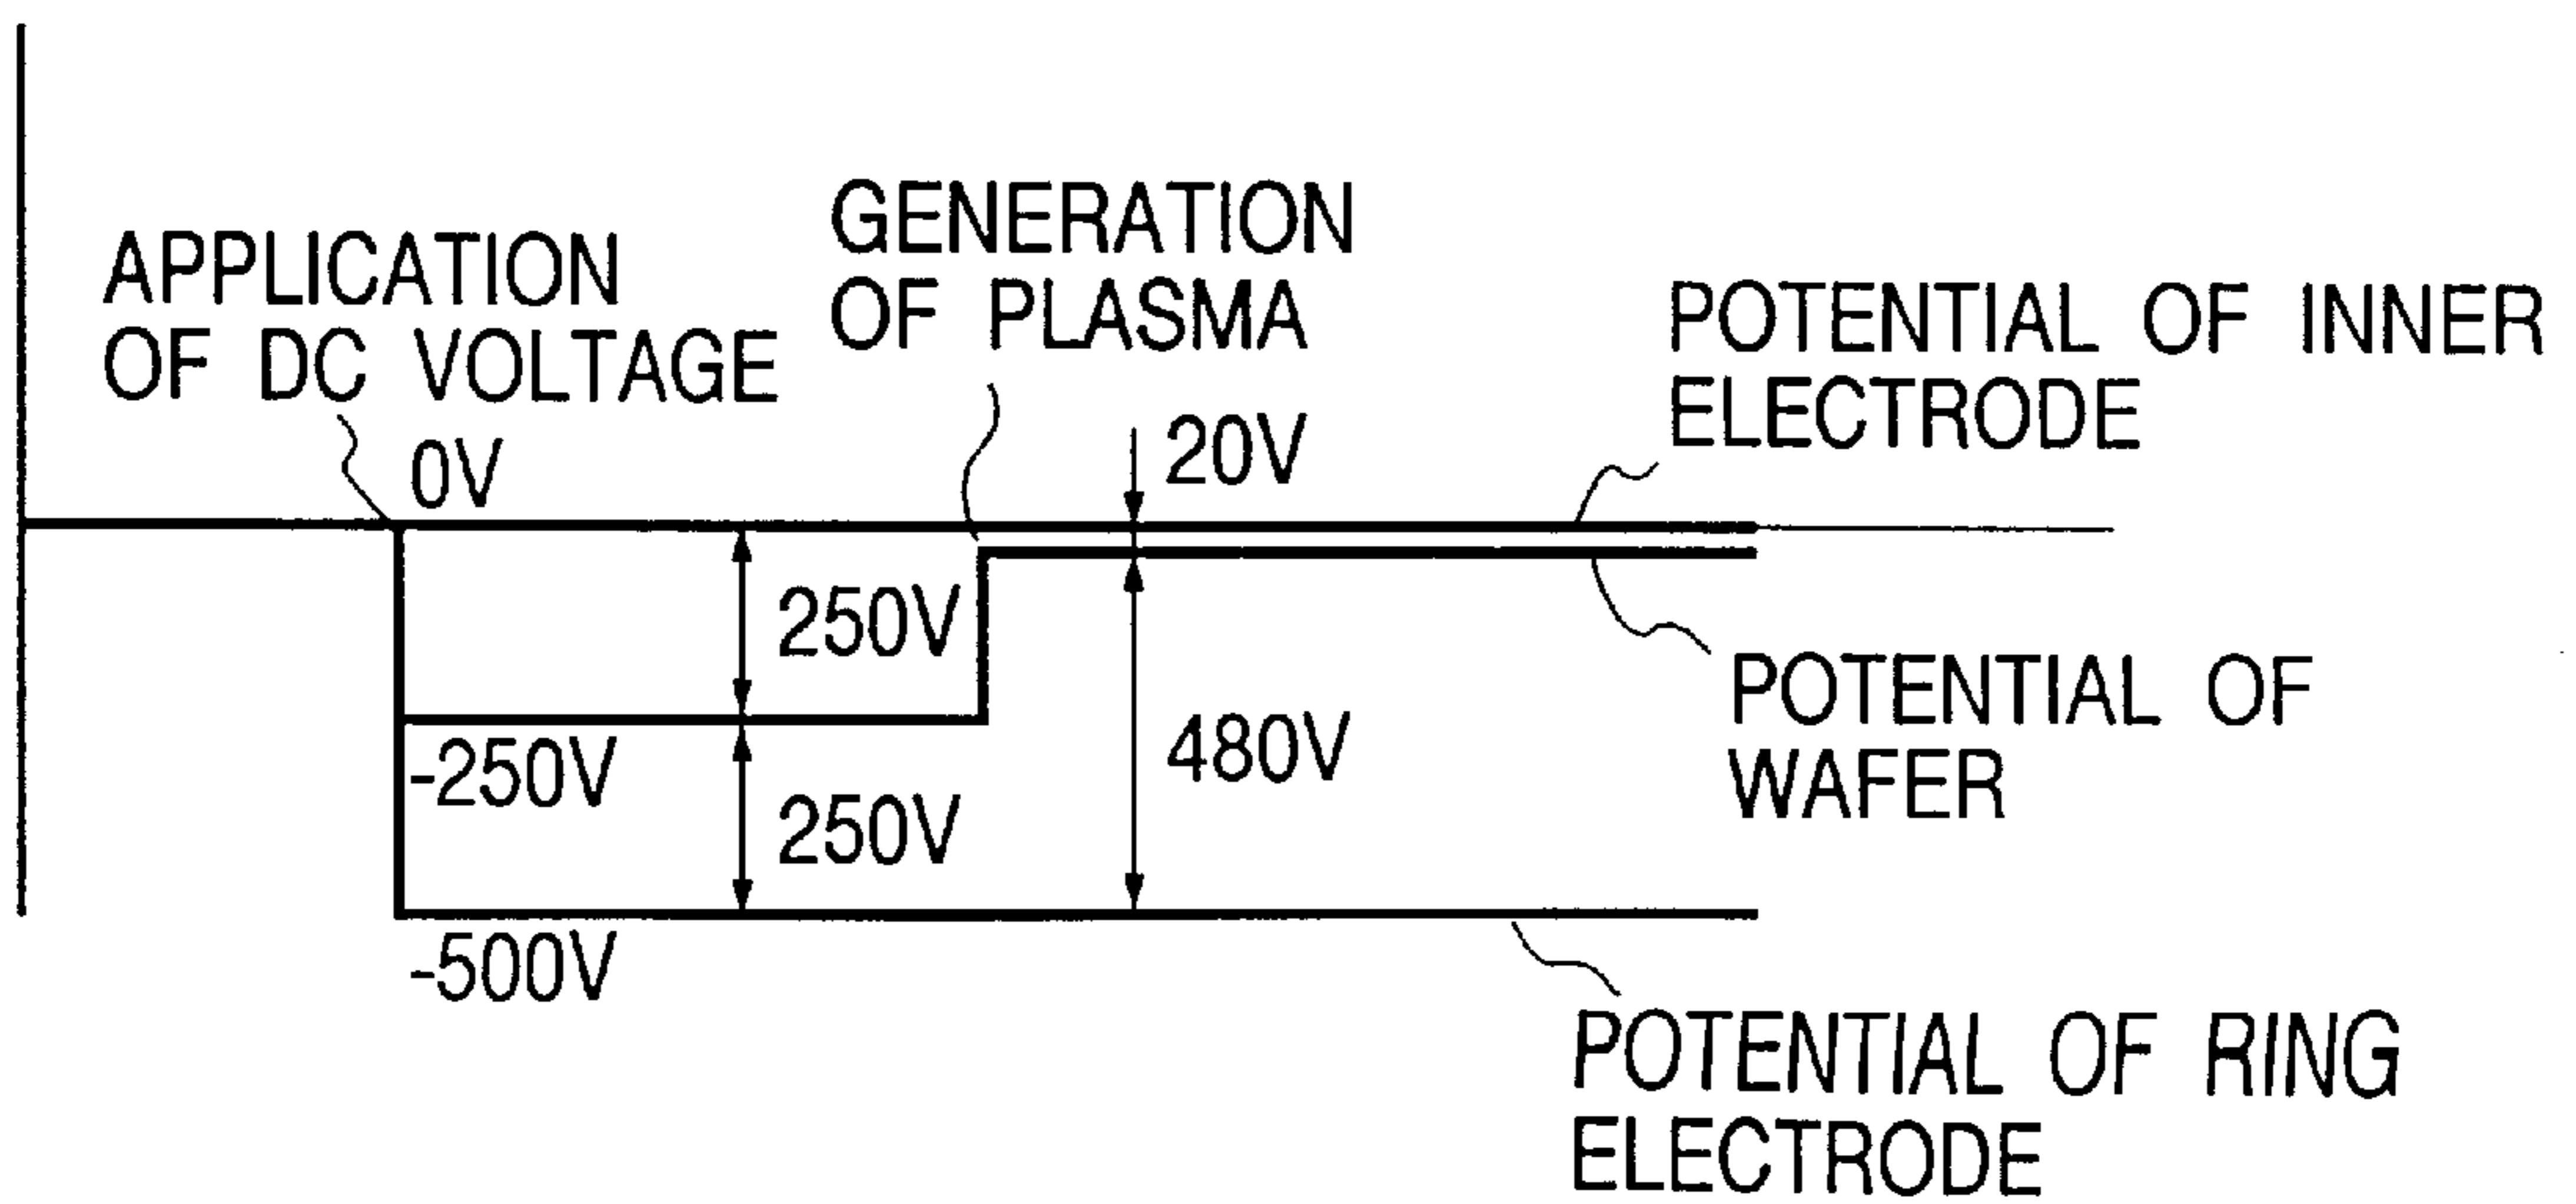 APPLICATION
OF DC VOLTAGE
0V
GENERATION
OF PLASMA
20V
POTENTIAL OF INNER
ELECTRODE
250V
-250V
250V
480V
POTENTIAL OF
WAFER
-500V
POTENTIAL OF RING
ELECTRODE